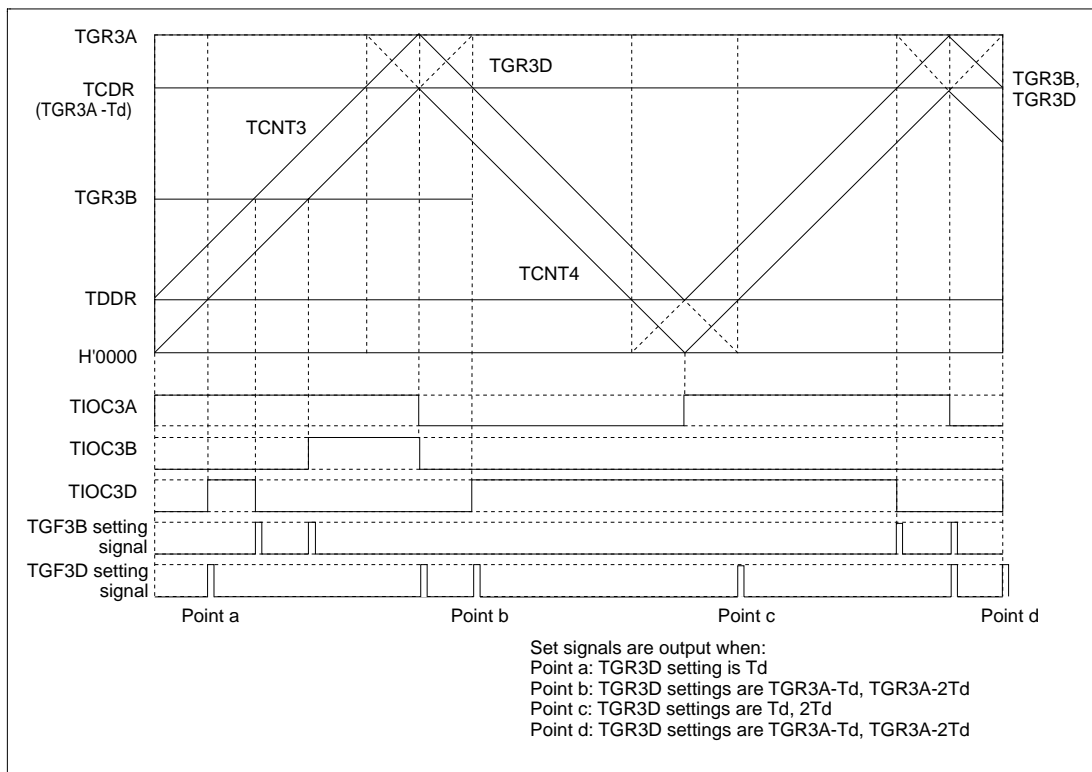 TGR3A
TCDR
(TGR3A -Td)
TGR3D
TGR3B,
TGR3D
TCNT3
TGR3B
TCNT4
TDDR
H'0000
TIOC3A
TIOC3B
TIOC3D
TGF3B setting
signal
TGF3D setting
signal
Point a
Point b
Point c
Point d
Set signals are output when:
Point a: TGR3D setting is Td
Point b: TGR3D settings are TGR3A-Td, TGR3A-2Td
Point c: TGR3D settings are Td, 2Td
Point d: TGR3D settings are TGR3A-Td, TGR3A-2Td